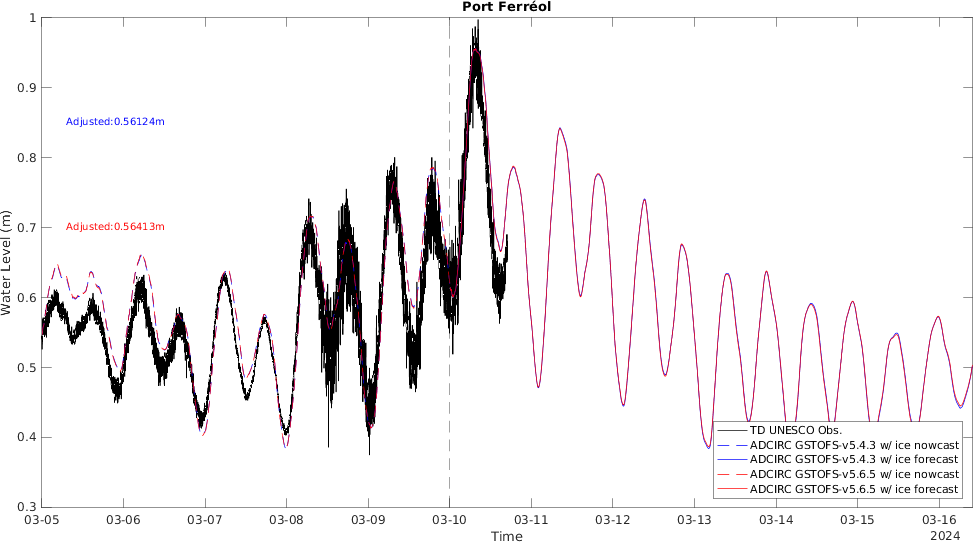 Port Ferréol
1
0.9
0.8
0.7
0.6
0.5
0.4
0.3
Water Level (m)
Adjusted:0.56124m
Adjusted:0.56413m
TD UNESCO Obs.
ADCIRC GSTOFS-v5.4.3 w/ ice nowcast
ADCIRC GSTOFS-v5.4.3 w/ ice forecast
ADCIRC GSTOFS-v5.6.5 w/ ice nowcast
ADCIRC GSTOFS-v5.6.5 w/ ice forecast
03-05 03-06 03-07 03-08 03-09 03-10 03-11 03-12 03-13 03-14 03-15 03-16
Time
2024